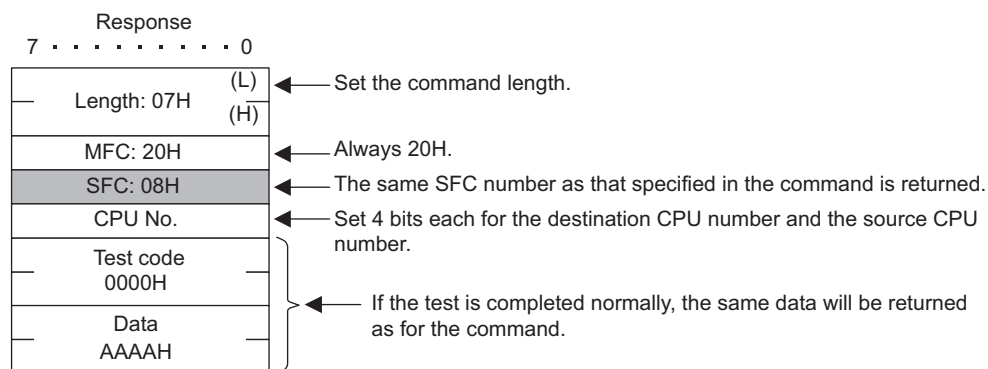 Response
7 · · · · · · · · · 0
Length: 07H (L)
(H)
Set the command length.
MFC: 20H
Always 20H.
SFC: 08H
The same SFC number as that specified in the command is returned.
CPU No.
Set 4 bits each for the destination CPU number and the source CPU
number.
Test code
0000H
Data
AAAAH
If the test is completed normally, the same data will be returned
as for the command.